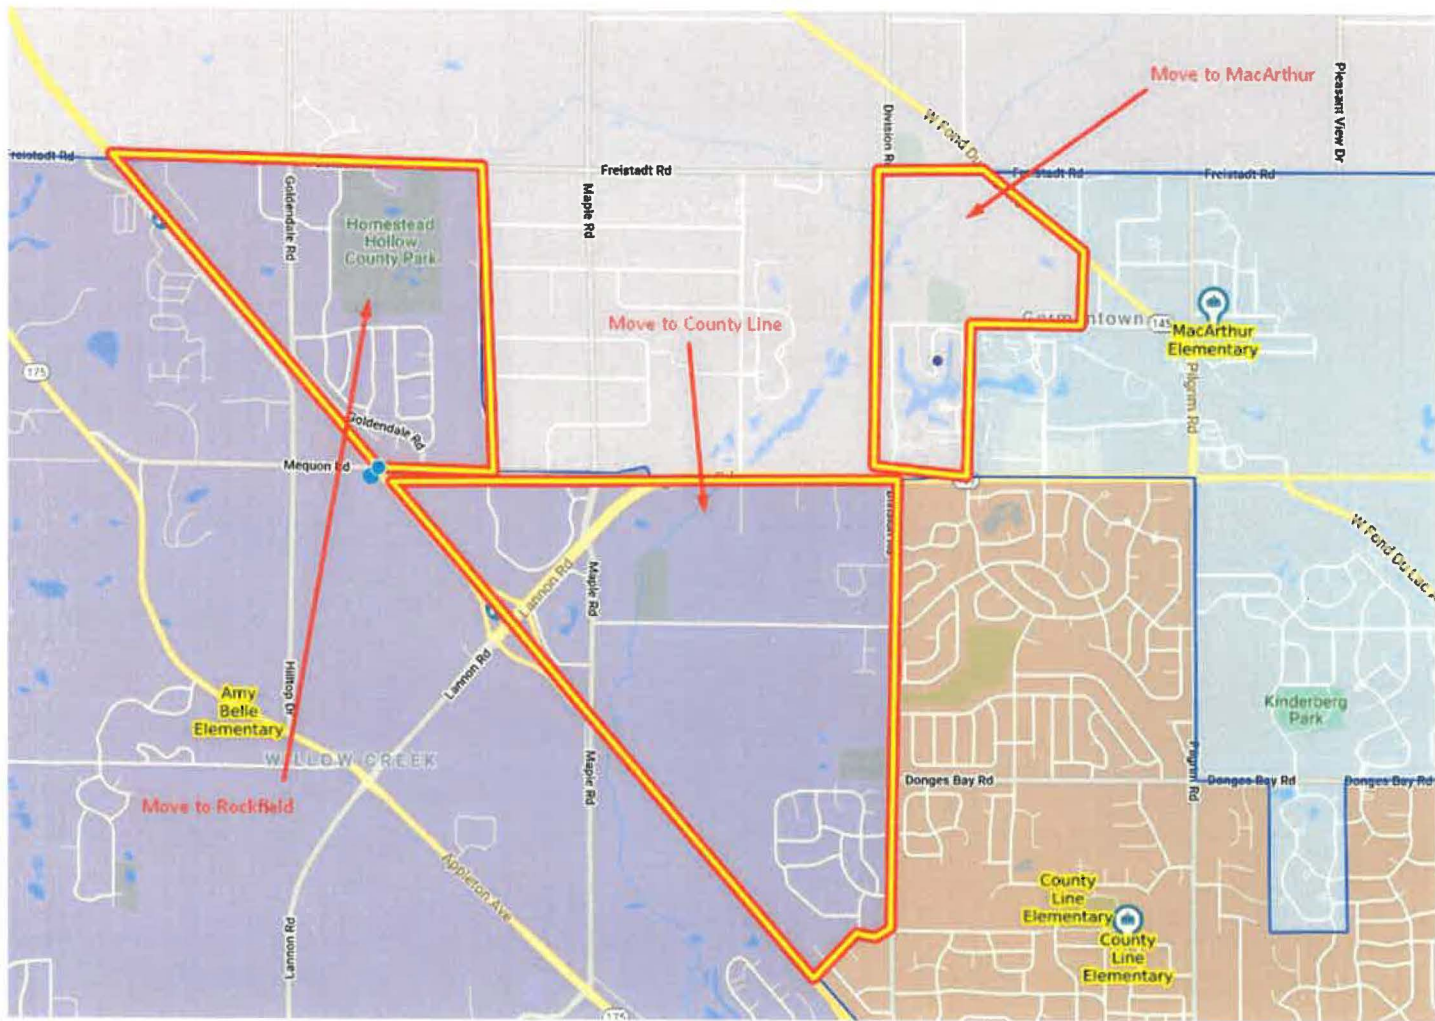 Move to MacArthur
Pleasant View Dr
Division Rd
W Fond Du
Freistadt Rd
Freistadt Rd
Freistadt Rd
Freistadt Rd
Goldendale Rd
Maple Rd
Homestead
Hollow
County Park
Move to County Line
Germantown
145
MacArthur
Elementary
175
Pilgrim Rd
Goldendale Rd
Mequon Rd
Division Rd
W Fond Du Lac A
Lannon Rd
Maple Rd
Lannon Rd
Hilltop Dr
Amy
Belle
Elementary
Kinderberg
Park
WILLOW CREEK
Maple Rd
Pilgrim Rd
Donges Bay Rd
Donges Bay Rd
Donges Bay Rd
Move to Rockfield
Appleton Ave
County
Line
Elementary
County
Line
Elementary
Lannon Rd
175